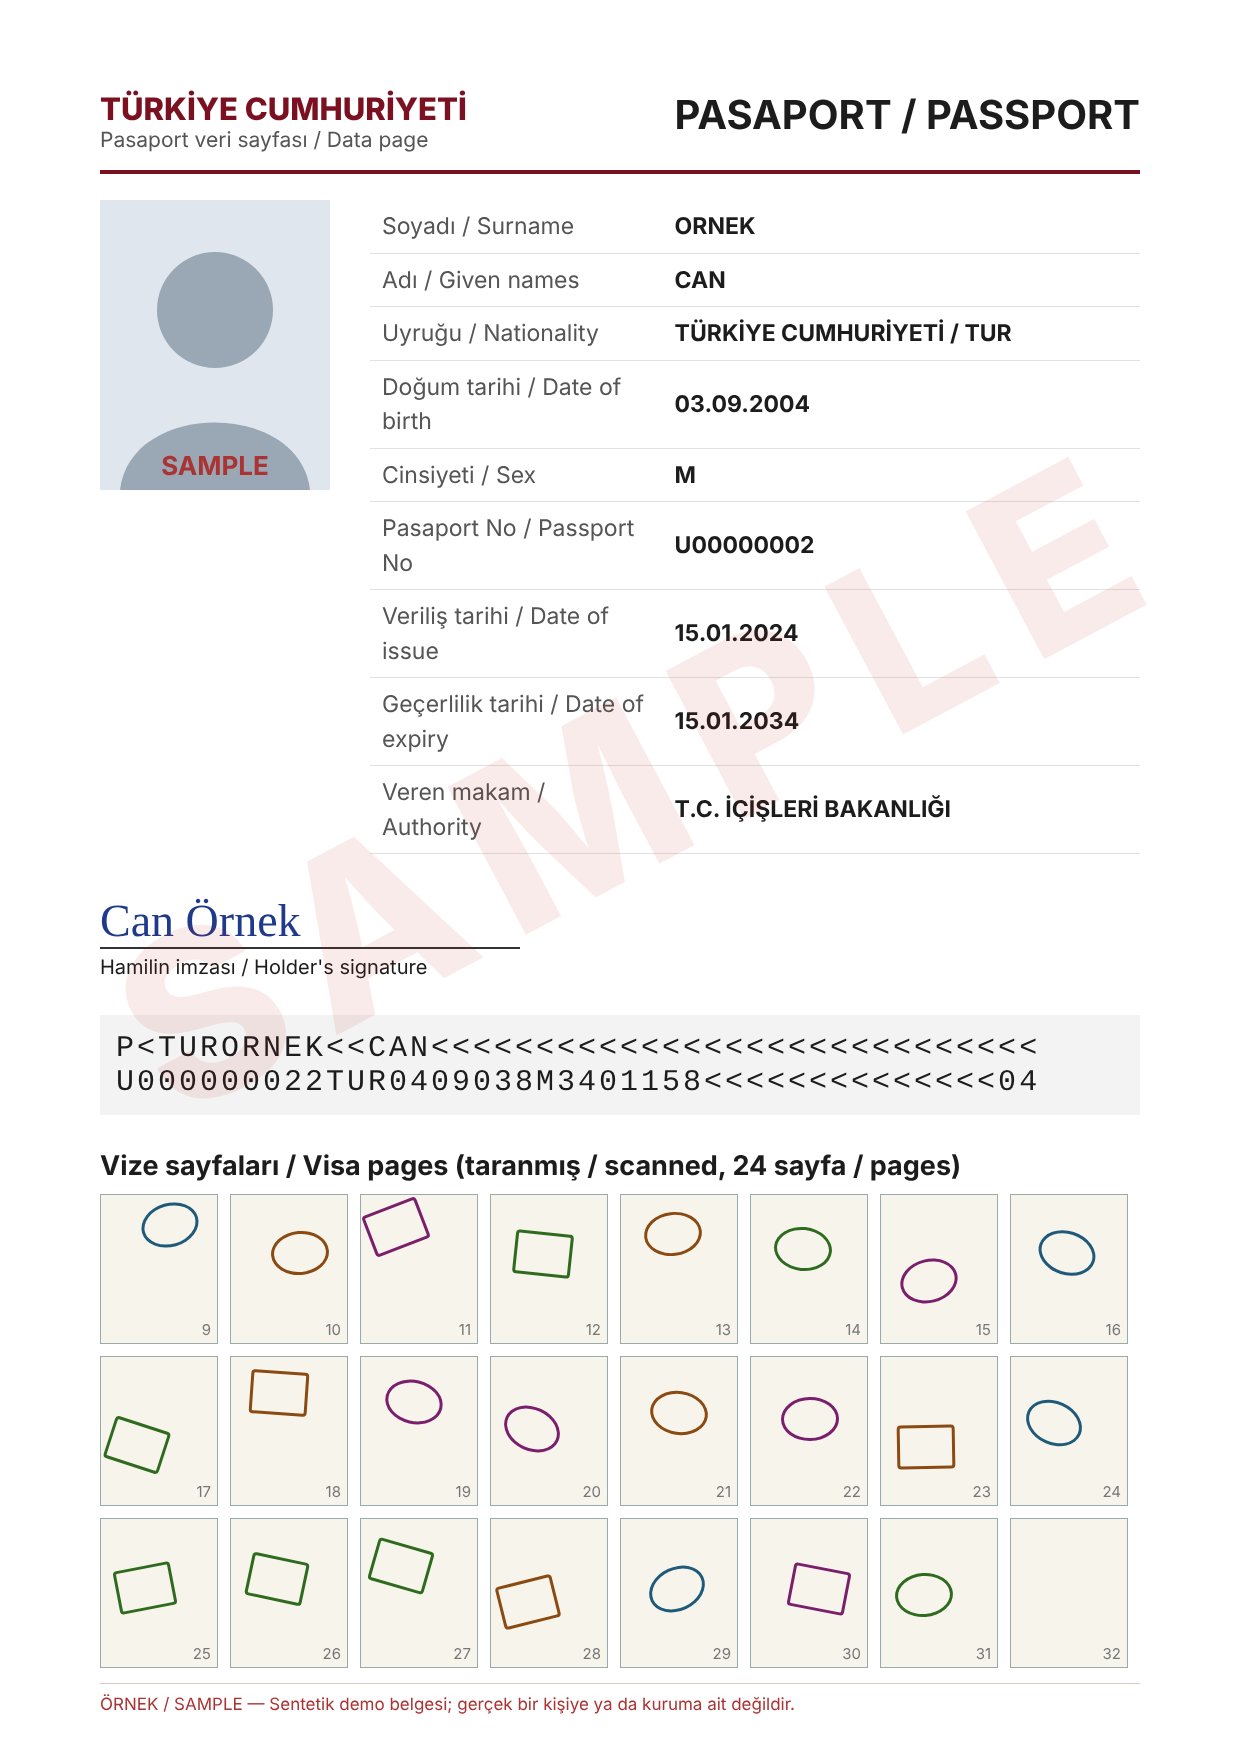 TÜRKİYE CUMHURİYETİ
Pasaport veri sayfası / Data page
PASAPORT / PASSPORT
SAMPLE
Soyadı / Surname ORNEK
Adı / Given names CAN
Uyruğu / Nationality TÜRKİYE CUMHURİYETİ / TUR
Doğum tarihi / Date of
birth 03.09.2004
Cinsiyeti / Sex M
Pasaport No / Passport
No U00000002
Veriliş tarihi / Date of
issue 15.01.2024
Geçerlilik tarihi / Date of
expiry 15.01.2034
Veren makam /
Authority T.C. İÇİŞLERİ BAKANLIĞI
SAMPLE
Can Örnek
Hamilin imzası / Holder's signature
P<TURORNEK<<CAN<<<<<<<<<<<<<<<<<<<<<<<<<<<<<
U000000022TUR0409038M3401158<<<<<<<<<<<<<<04
Vize sayfaları / Visa pages (taranmış / scanned, 24 sayfa / pages)
9 10 11 12 13 14 15 16
17 18 19 20 21 22 23 24
25 26 27 28 29 30 31 32
ÖRNEK / SAMPLE — Sentetik demo belgesi; gerçek bir kişiye ya da kuruma ait değildir.